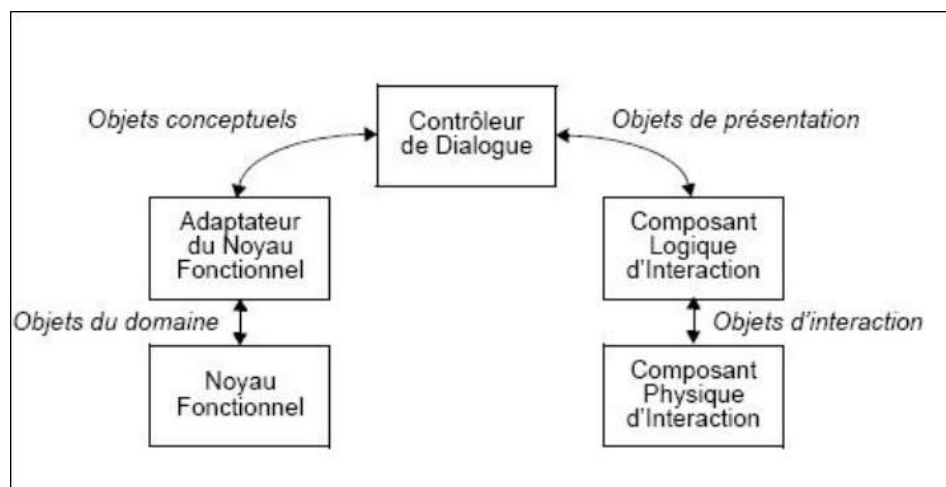 Objets conceptuels
Contrôleur
de Dialogue
Objets de présentation
Adaptateur
du Noyau
Fonctionnel
Composant
Logique
d'Interaction
Objets du domaine
Objets d'interaction
Noyau
Fonctionnel
Composant
Physique
d'Interaction